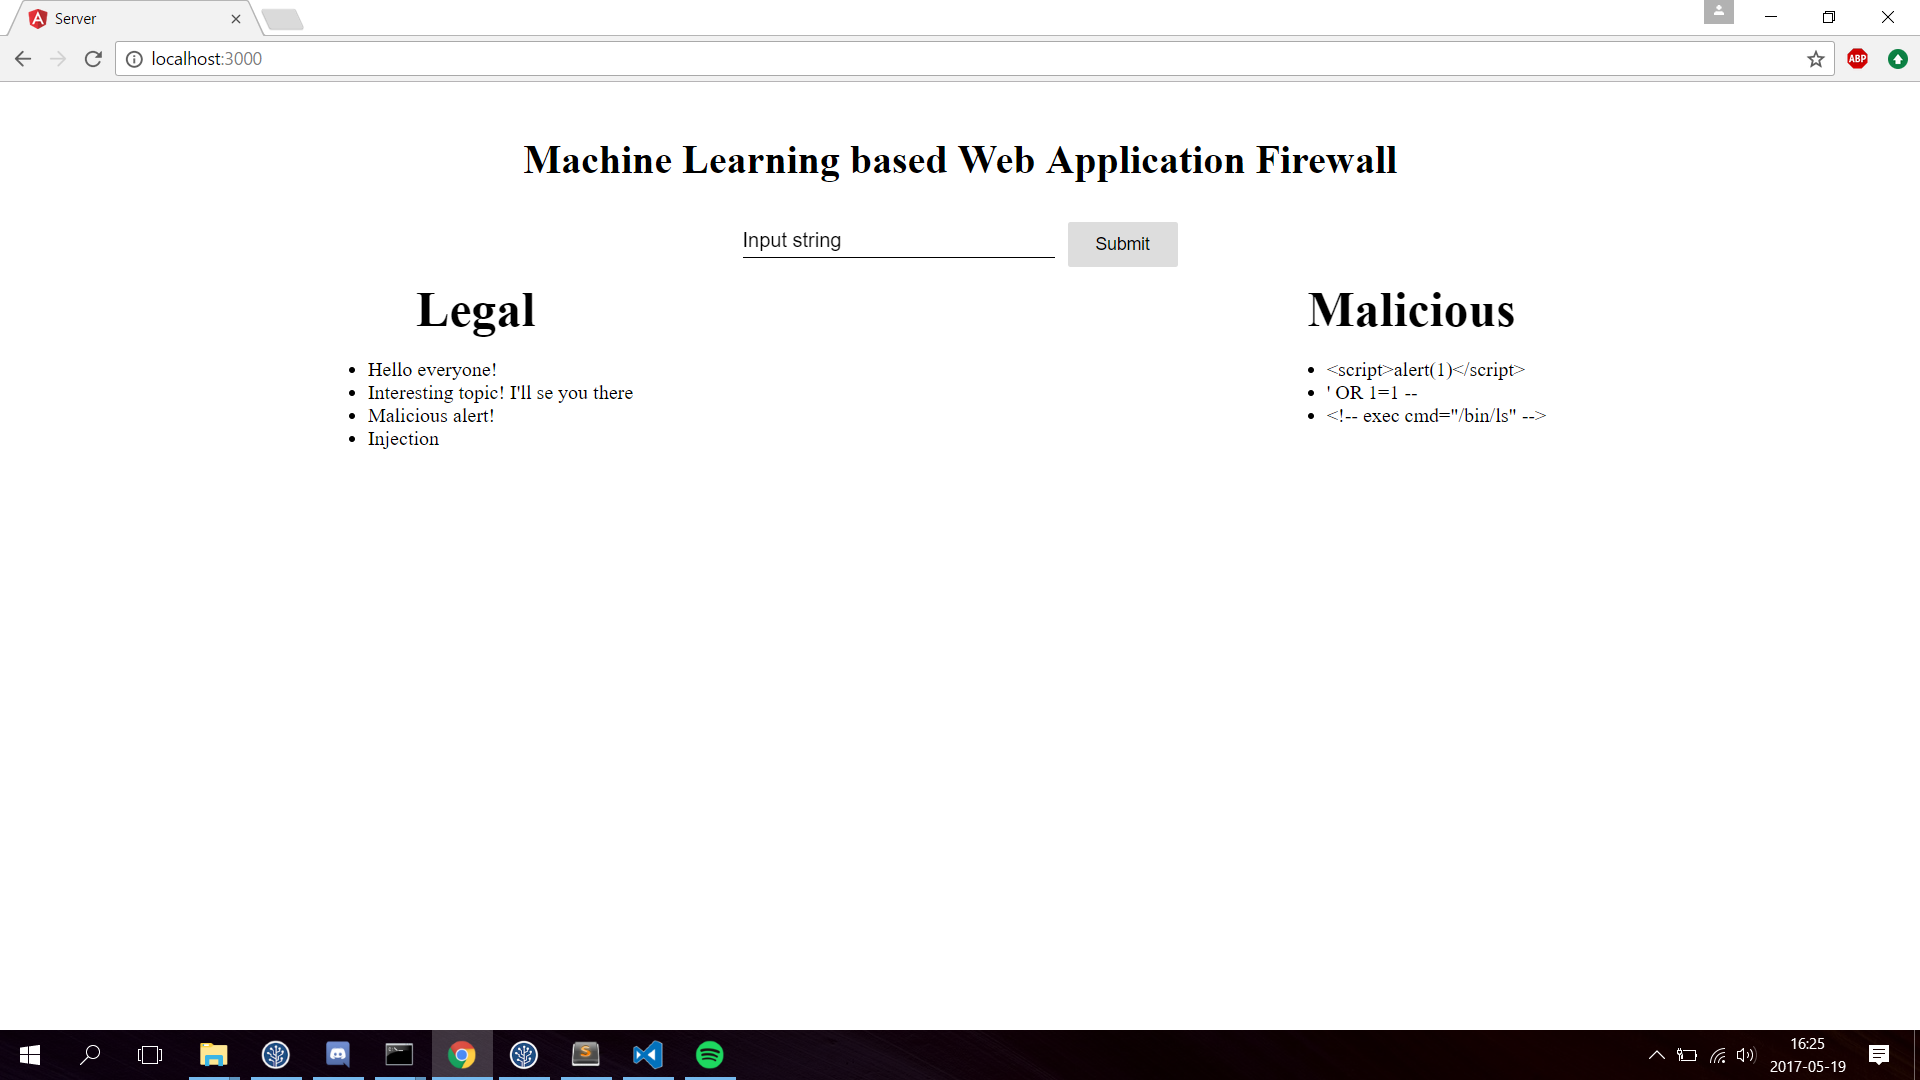 Server
localhost:3000
ABP
Machine Learning based Web Application Firewall
Input string
Submit
Legal
Malicious
Hello everyone!
Interesting topic! I'll se you there
Malicious alert!
Injection
<script>alert(1)</script>
' OR 1=1 --
<!-- exec cmd="/bin/ls" -->
16:25
2017-05-19